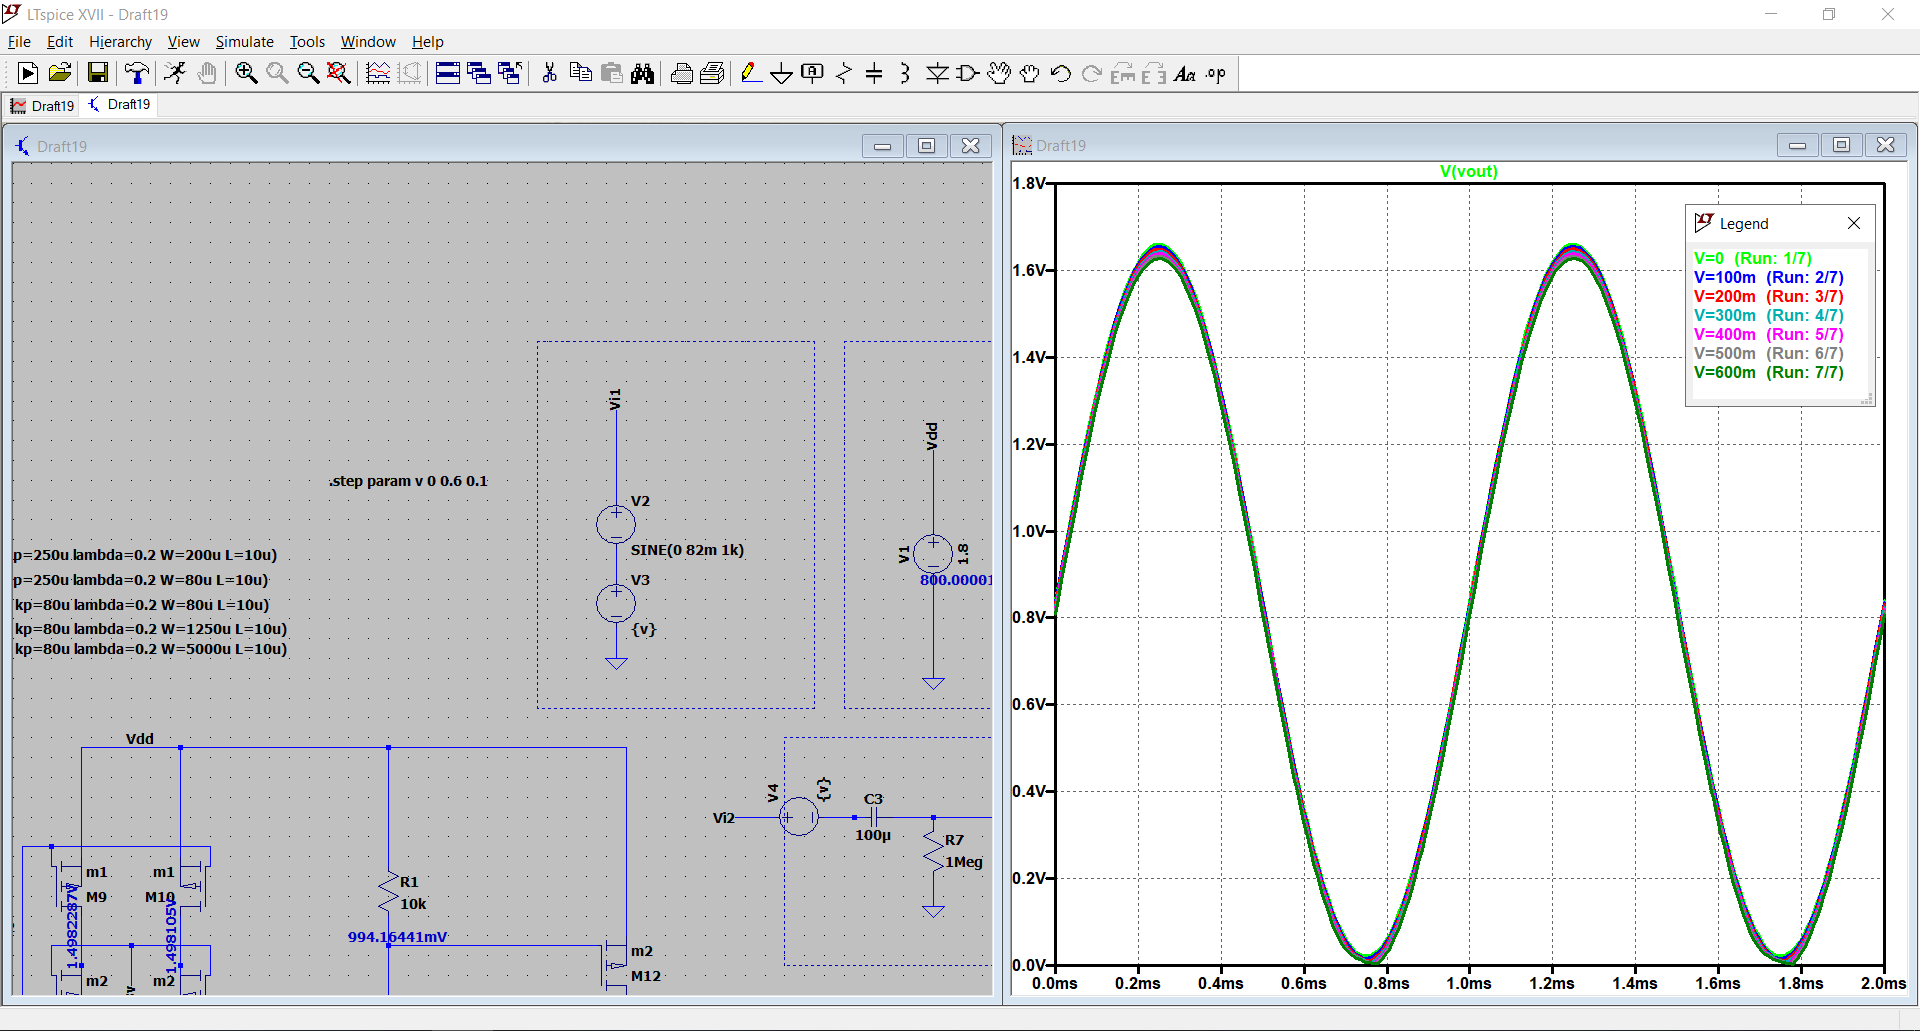 LTspice XVII - Draft19
File Edit Hierarchy View Simulate Tools Window Help
Draft19 Draft19
Draft19
.step param v 0 0.6 0.1
p=250u lambda=0.2 W=200u L=10u)
p=250u lambda=0.2 W=80u L=10u)
kp=80u lambda=0.2 W=80u L=10u)
kp=80u lambda=0.2 W=1250u L=10u)
kp=80u lambda=0.2 W=5000u L=10u)
Vi1
V2
SINE(0 82m 1k)
V3
{v}
Vdd
V1
1.8
800.00001
Vdd
m1
M9
1.4982287V
m1
M10
1.498105V
m2
m2
R1
10k
994.16441mV
m2
M12
Vi2
V4
{v}
C3
100µ
R7
1Meg
Draft19
V(vout)
1.8V
1.6V
1.4V
1.2V
1.0V
0.8V
0.6V
0.4V
0.2V
0.0V
0.0ms 0.2ms 0.4ms 0.6ms 0.8ms 1.0ms 1.2ms 1.4ms 1.6ms 1.8ms 2.0ms
Legend
V=0 (Run: 1/7)
V=100m (Run: 2/7)
V=200m (Run: 3/7)
V=300m (Run: 4/7)
V=400m (Run: 5/7)
V=500m (Run: 6/7)
V=600m (Run: 7/7)